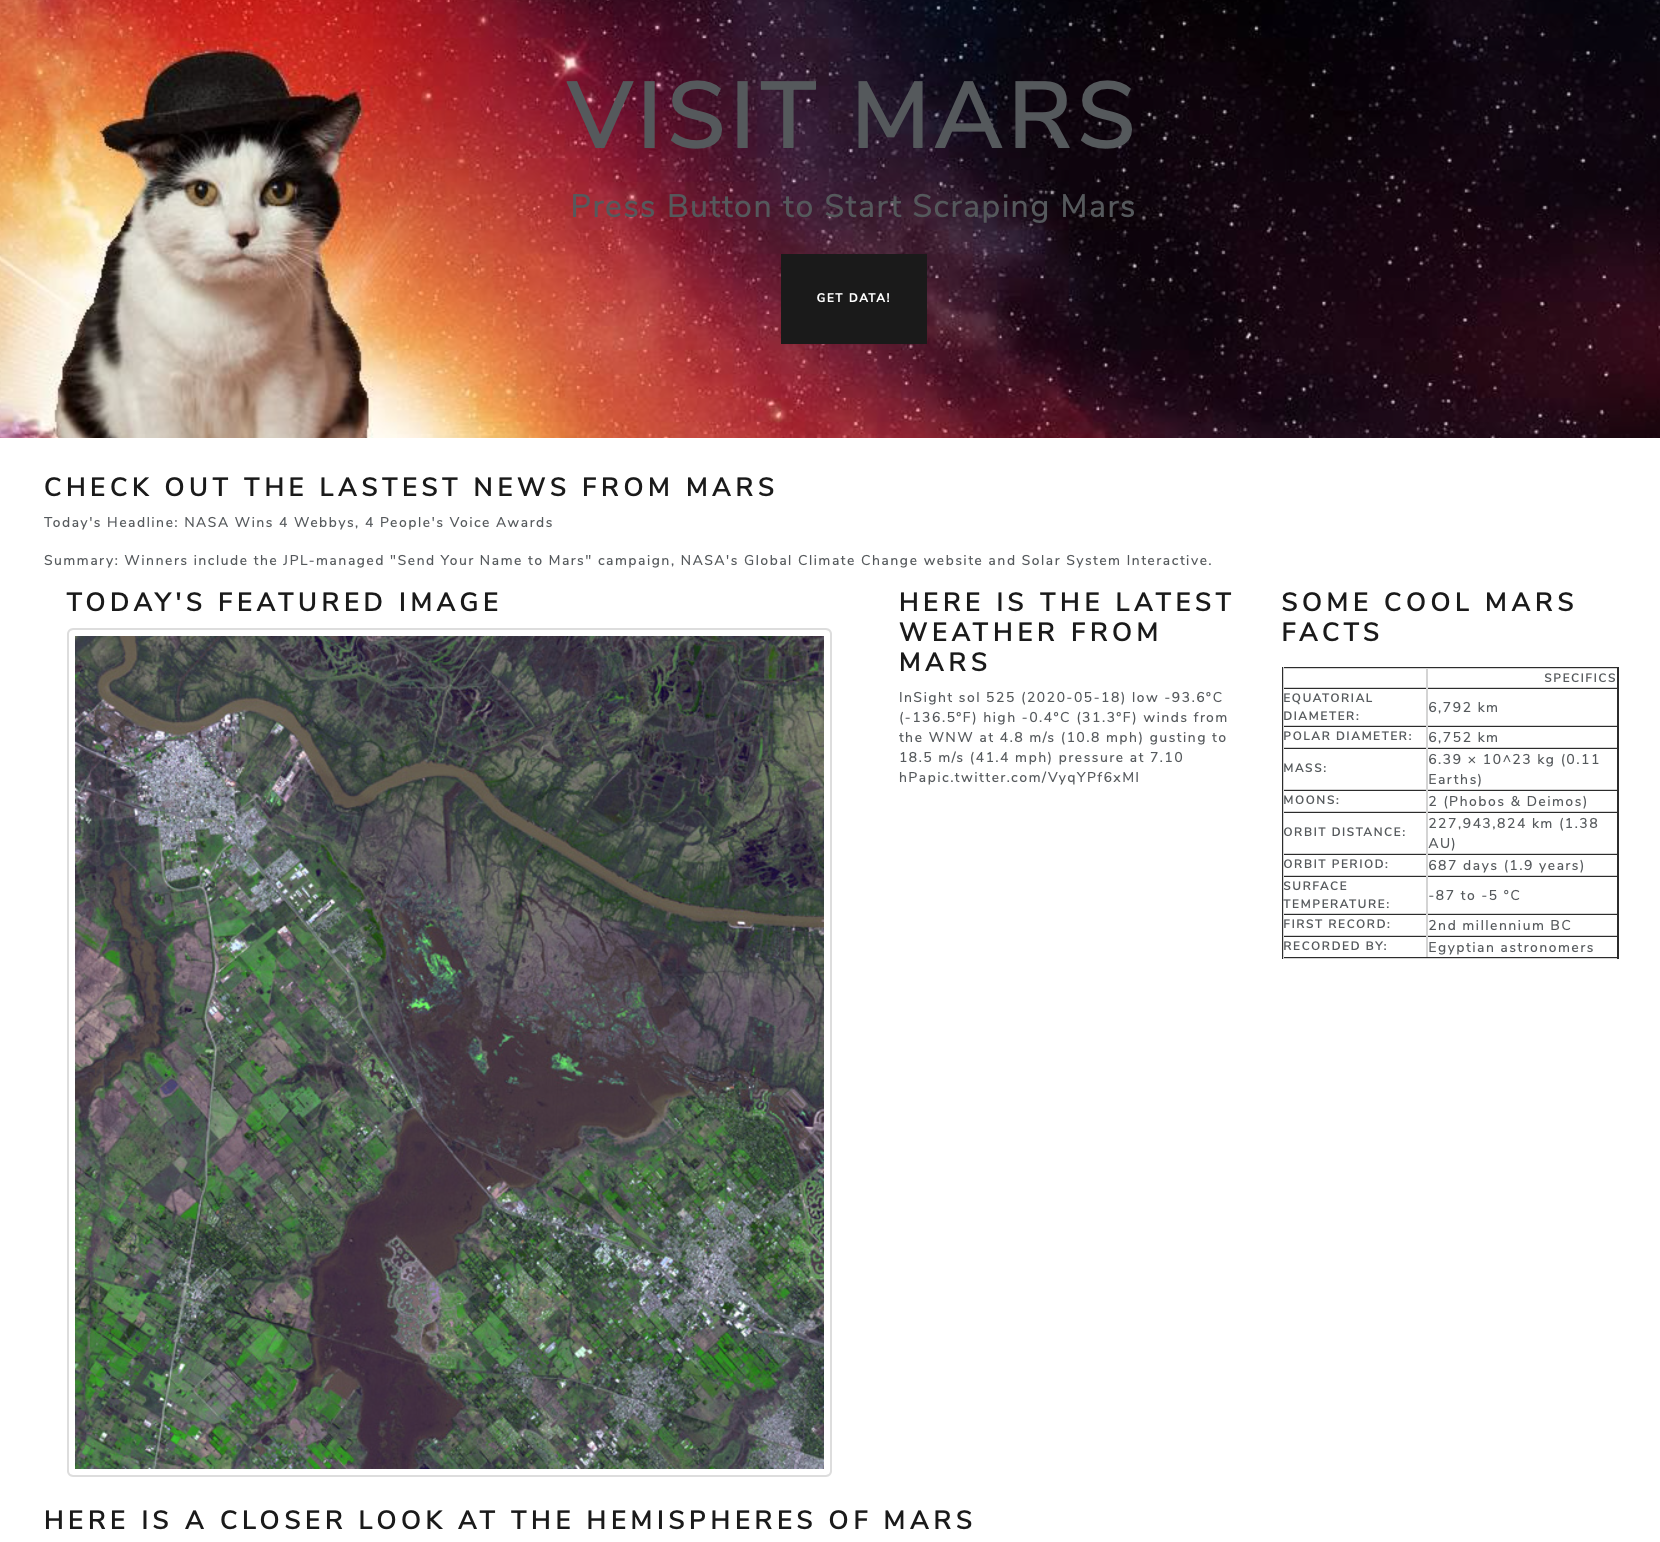 VISIT MARS
Press Button to Start Scraping Mars
GET DATA!
CHECK OUT THE LASTEST NEWS FROM MARS
Today's Headline: NASA Wins 4 Webbys, 4 People's Voice Awards
Summary: Winners include the JPL-managed "Send Your Name to Mars" campaign, NASA's Global Climate Change website and Solar System Interactive.
TODAY'S FEATURED IMAGE
HERE IS THE LATEST
WEATHER FROM
MARS
InSight sol 525 (2020-05-18) low -93.6ºC
(-136.5ºF) high -0.4ºC (31.3ºF) winds from
the WNW at 4.8 m/s (10.8 mph) gusting to
18.5 m/s (41.4 mph) pressure at 7.10
hPapic.twitter.com/VyqYPf6xMI
SOME COOL MARS
FACTS
SPECIFICS
EQUATORIAL
DIAMETER:
6,792 km
POLAR DIAMETER:
6,752 km
MASS:
6.39 × 10^23 kg (0.11
Earths)
MOONS:
2 (Phobos & Deimos)
ORBIT DISTANCE:
227,943,824 km (1.38
AU)
ORBIT PERIOD:
687 days (1.9 years)
SURFACE
TEMPERATURE:
-87 to -5 °C
FIRST RECORD:
2nd millennium BC
RECORDED BY:
Egyptian astronomers
HERE IS A CLOSER LOOK AT THE HEMISPHERES OF MARS